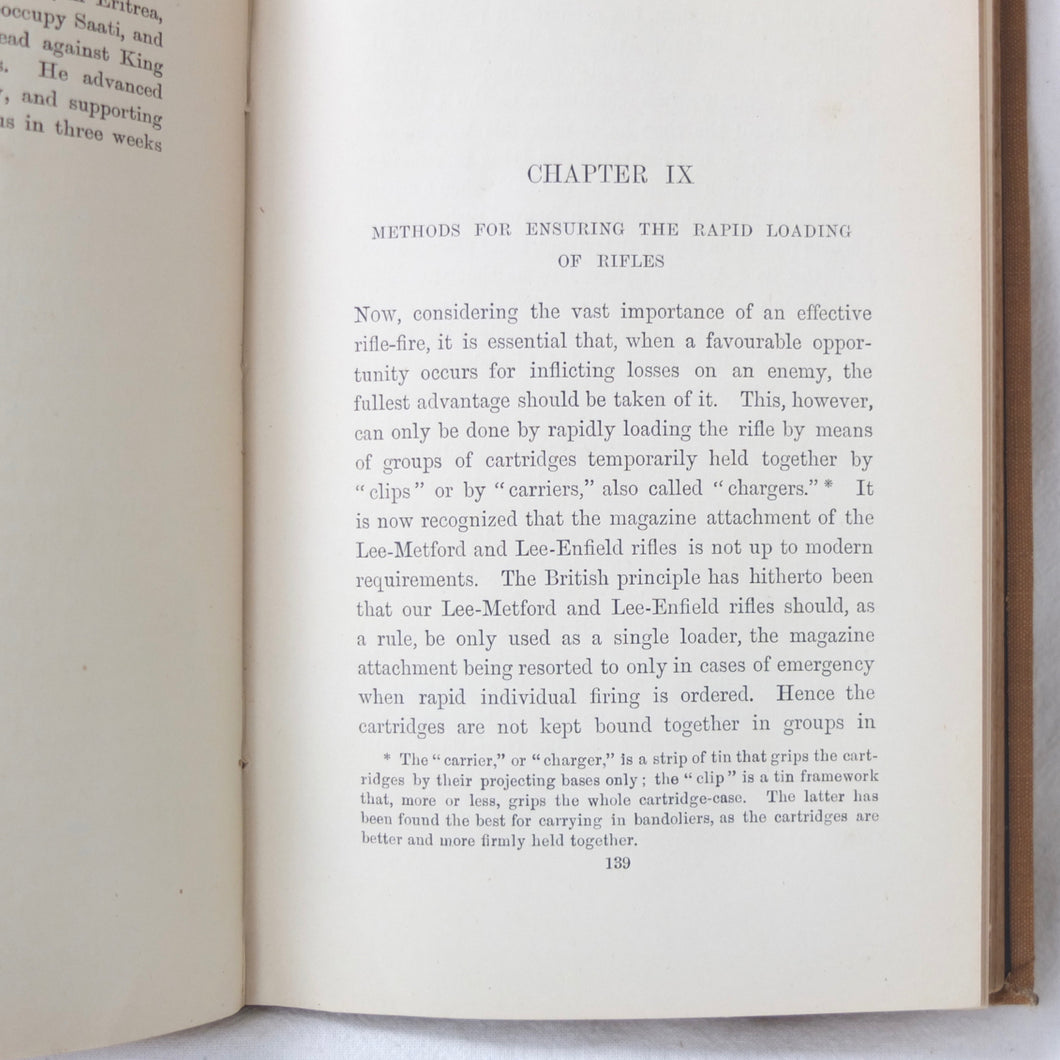 Eritrea,
occupy Saati, and
against King
He advanced
and supporting
in three weeks
CHAPTER IX
METHODS FOR ENSURING THE RAPID LOADING
OF RIFLES
Now, considering the vast importance of an effective
rifle-fire, it is essential that, when a favourable oppor-
tunity occurs for inflicting losses on an enemy, the
fullest advantage should be taken of it. This, however,
can only be done by rapidly loading the rifle by means
of groups of cartridges temporarily held together by
"clips" or by "carriers," also called "chargers."* It
is now recognized that the magazine attachment of the
Lee-Metford and Lee-Enfield rifles is not up to modern
requirements. The British principle has hitherto been
that our Lee-Metford and Lee-Enfield rifles should, as
a rule, be only used as a single loader, the magazine
attachment being resorted to only in cases of emergency
when rapid individual firing is ordered. Hence the
cartridges are not kept bound together in groups in
* The "carrier," or "charger," is a strip of tin that grips the cart-
ridges by their projecting bases only; the "clip" is a tin framework
that, more or less, grips the whole cartridge-case. The latter has
been found the best for carrying in bandoliers, as the cartridges are
better and more firmly held together.
139